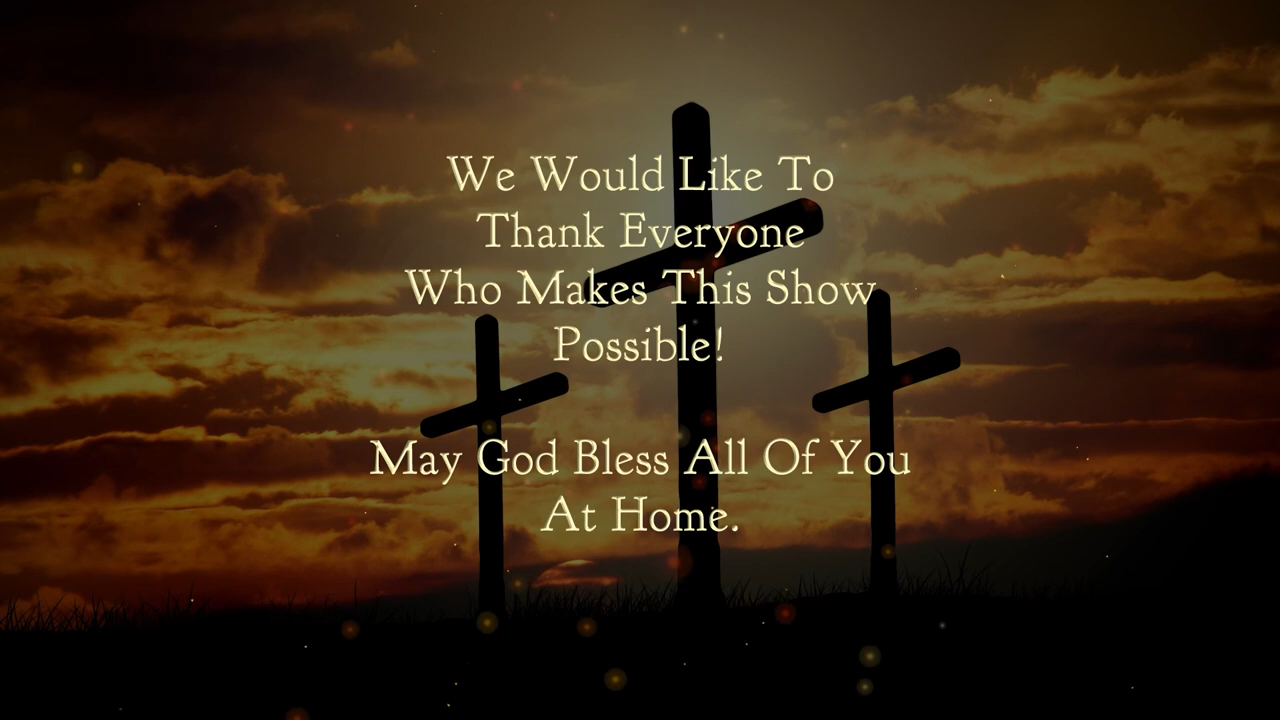 We Would Like To
Thank Everyone
Who Makes This Show
Possible!
May God Bless All Of You
At Home.